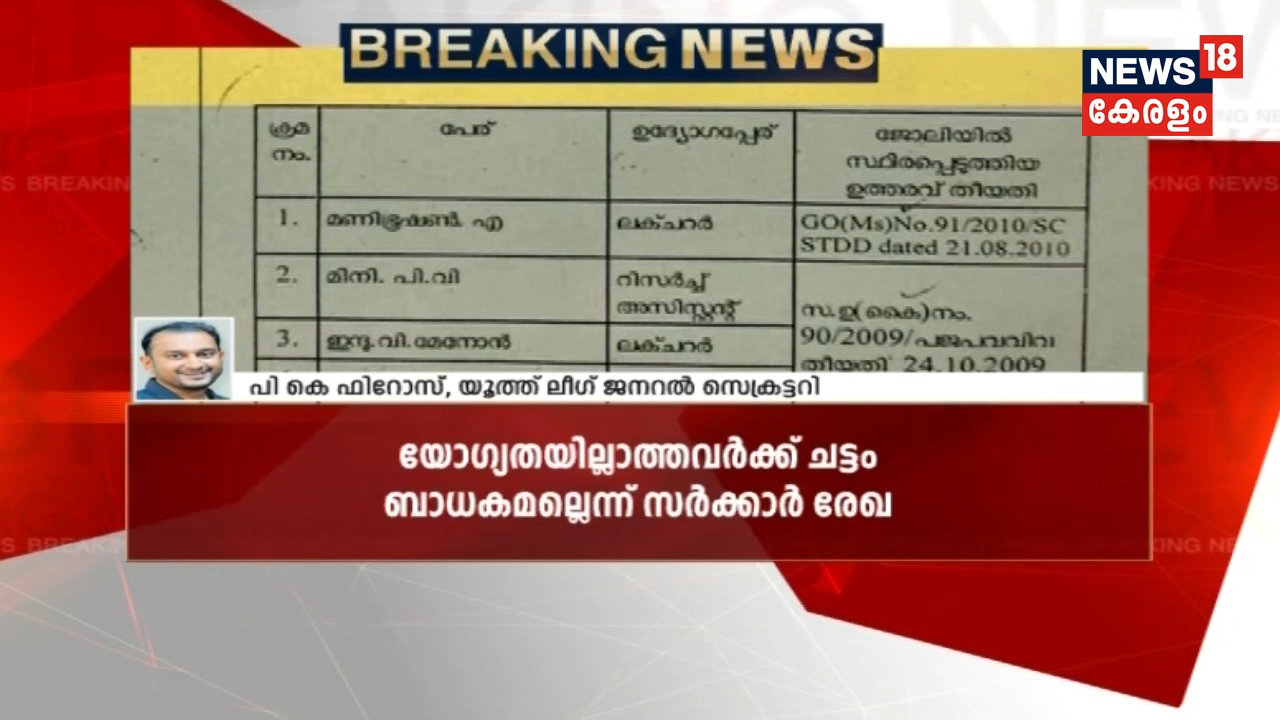 BREAKING NEWS
NEWS 18
കേരളം
ക്രമ നം.
പേര്
ഉദ്യോഗപ്പേര്
ജോലിയിൽ
സ്ഥിരപ്പെടുത്തിയ
ഉത്തരവ് തീയതി
1.
മണിഭൂഷൺ. എ
ലക്ചറർ
GO(Ms)No.91/2010/SC
STDD dated 21.08.2010
2.
മിനി. പി.വി
റിസർച്ച്
അസിസ്റ്റന്റ്
സ.ഉ(കൈ)നം.
90/2009/പജപവവിവ
തീയതി 24.10.2009
3.
ഇന്ദു.വി.മേനോൻ
ലക്ചറർ
പി കെ ഫിറോസ്, യൂത്ത് ലീഗ് ജനറൽ സെക്രട്ടറി
യോഗ്യതയില്ലാത്തവർക്ക് ചട്ടം
ബാധകമല്ലെന്ന് സർക്കാർ രേഖ